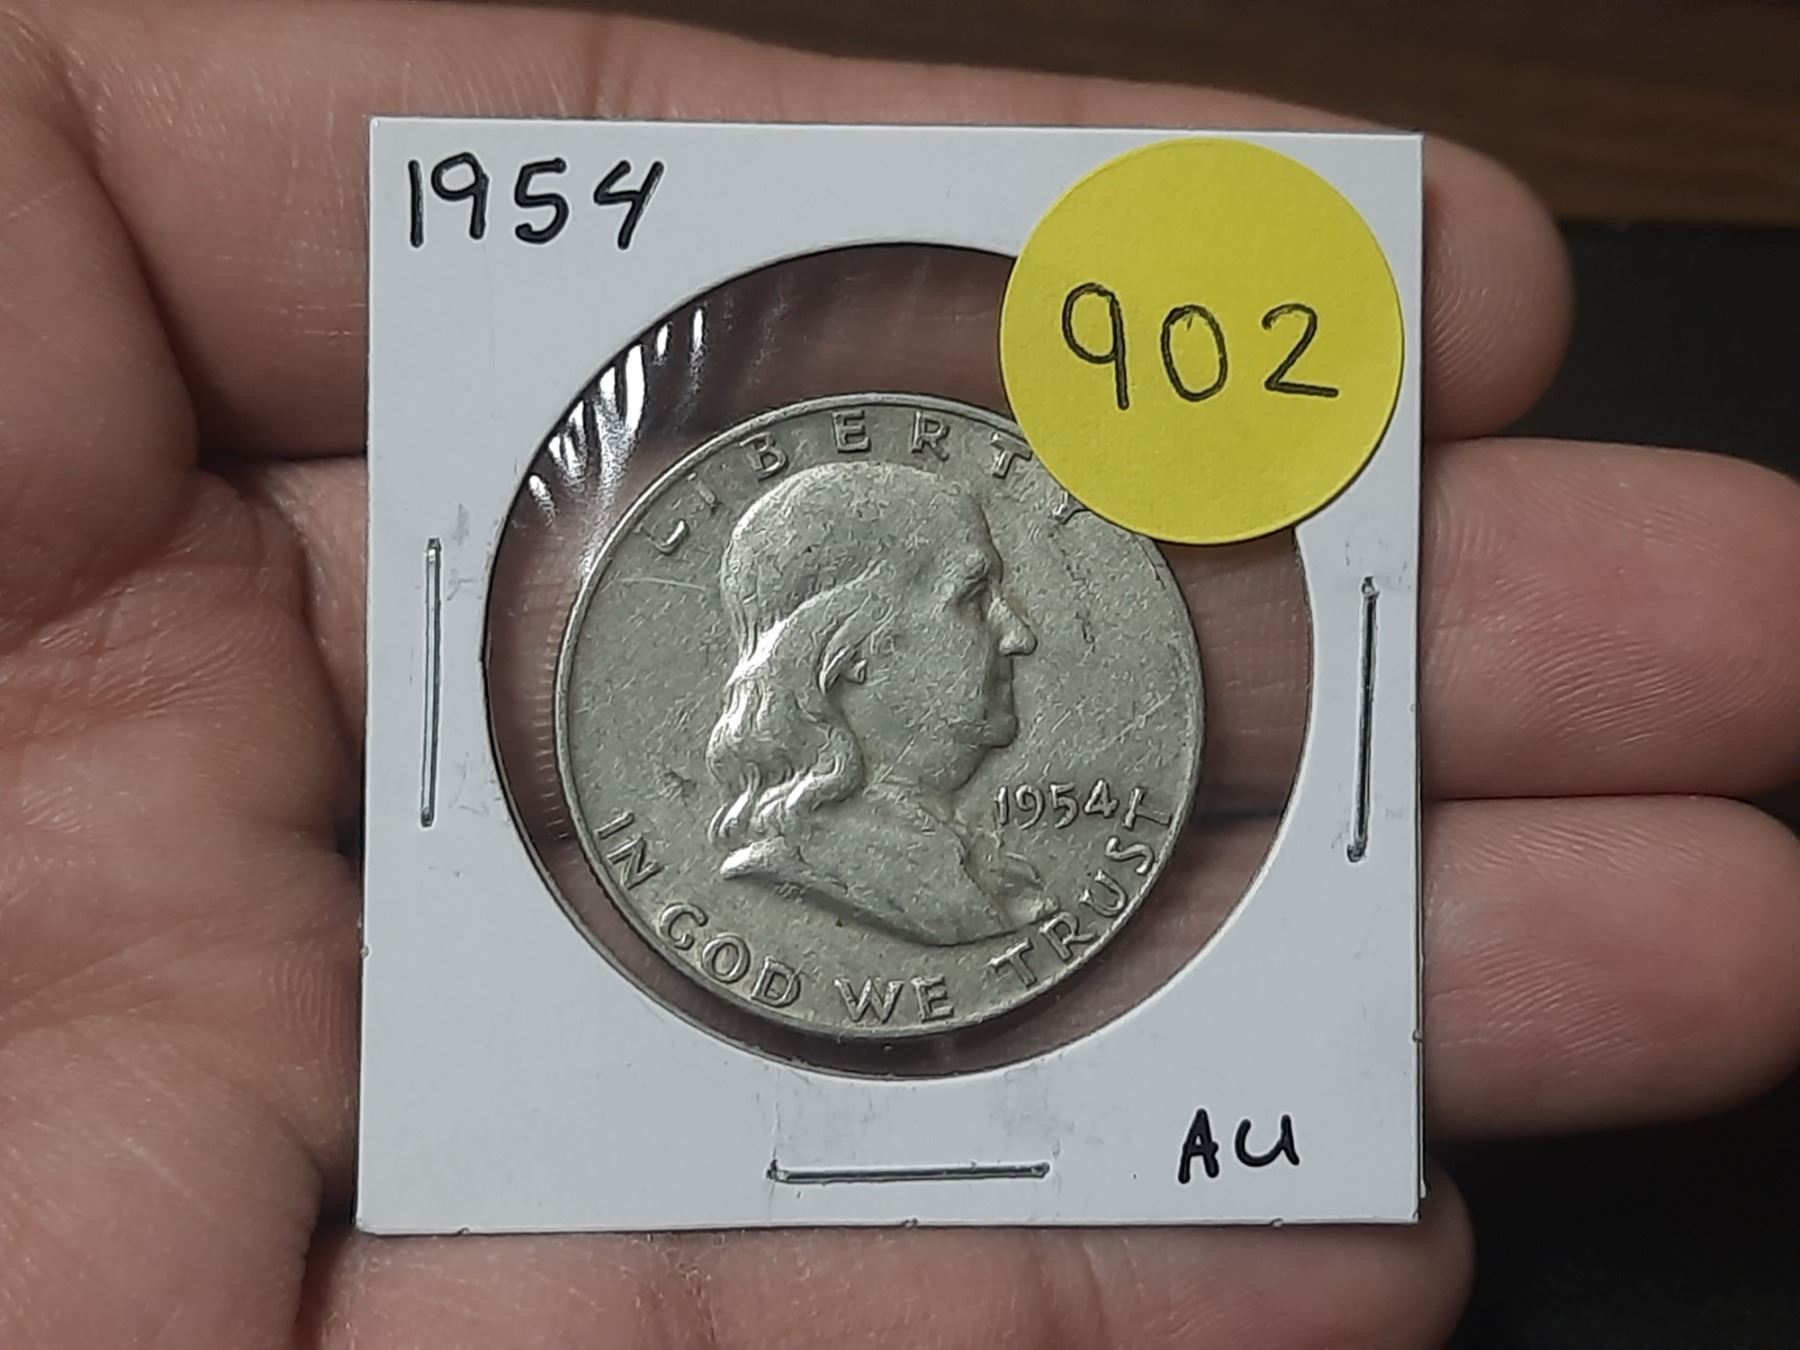 1954
902
LIBERTY
1954
IN GOD WE TRUST
AU